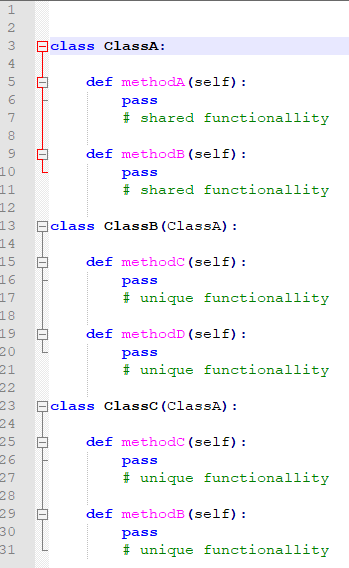 1
2
3 class ClassA:
4
5 def methodA(self):
6 pass
7 # shared functionallity
8
9 def methodB(self):
10 pass
11 # shared functionallity
12
13 class ClassB(ClassA):
14
15 def methodC(self):
16 pass
17 # unique functionallity
18
19 def methodD(self):
20 pass
21 # unique functionallity
22
23 class ClassC(ClassA):
24
25 def methodC(self):
26 pass
27 # unique functionallity
28
29 def methodB(self):
30 pass
31 # unique functionallity